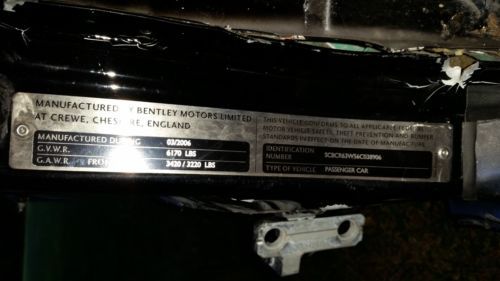 MANUFACTURED BY BENTLEY MOTORS LIMITED
AT CREWE, CHESHIRE, ENGLAND
MANUFACTURED DURING 03/2006
G.V.W.R. 6170 LBS
G.A.W.R. FRONT 3420 / 3220 LBS
THIS VEHICLE CONFORMS TO ALL APPLICABLE FEDERAL
MOTOR VEHICLE SAFETY, THEFT PREVENTION AND BUMPER
STANDARDS IN EFFECT ON THE DATE OF MANUFACTURE
IDENTIFICATION
NUMBER SCBCR63W56C038906
TYPE OF VEHICLE PASSENGER CAR